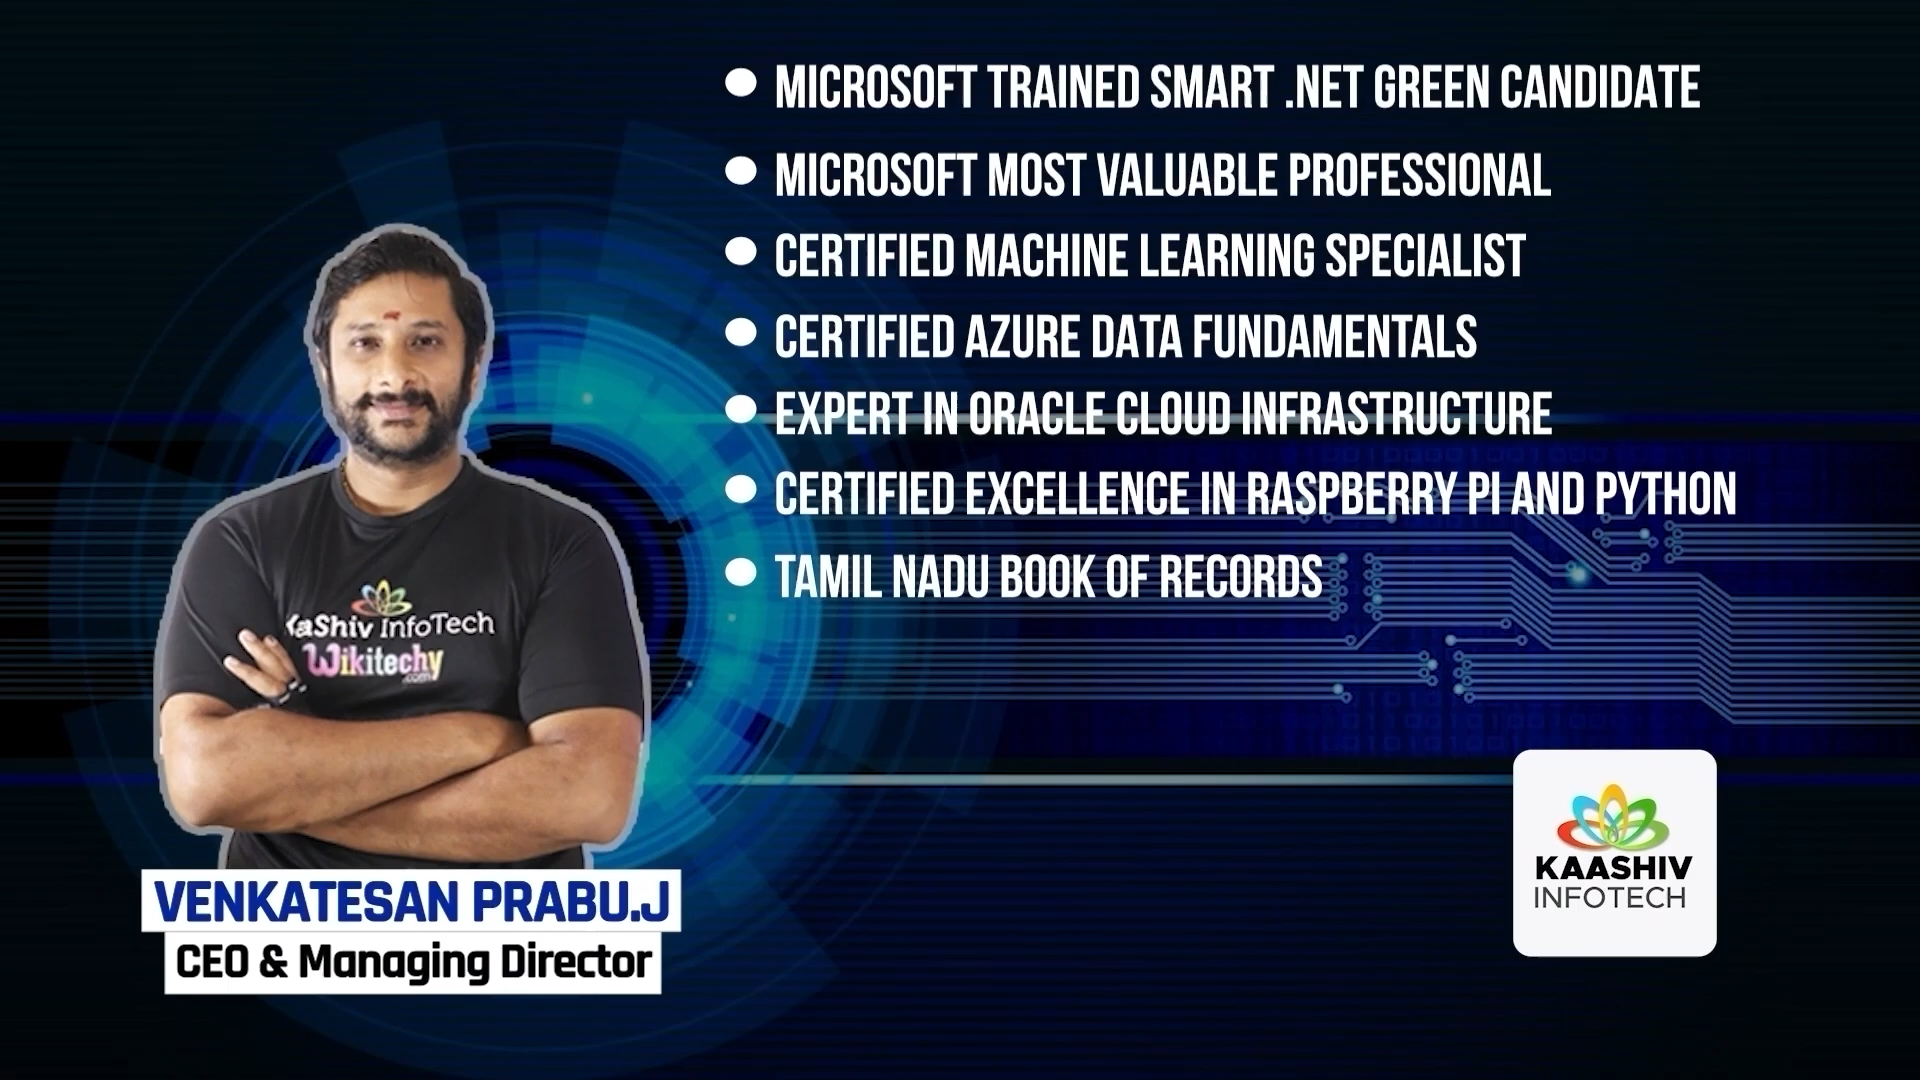 MICROSOFT TRAINED SMART .NET GREEN CANDIDATE
MICROSOFT MOST VALUABLE PROFESSIONAL
CERTIFIED MACHINE LEARNING SPECIALIST
CERTIFIED AZURE DATA FUNDAMENTALS
EXPERT IN ORACLE CLOUD INFRASTRUCTURE
CERTIFIED EXCELLENCE IN RASPBERRY PI AND PYTHON
TAMIL NADU BOOK OF RECORDS
KaShiv InfoTech
Wikitechy
.com
VENKATESAN PRABU.J
CEO & Managing Director
KAASHIV
INFOTECH